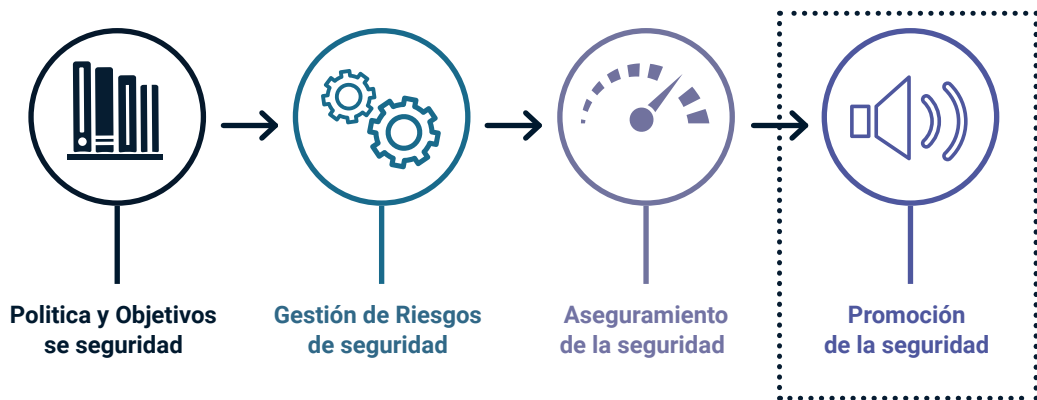 Politica y Objetivos
se seguridad
Gestión de Riesgos
de seguridad
Aseguramiento
de la seguridad
Promoción
de la seguridad